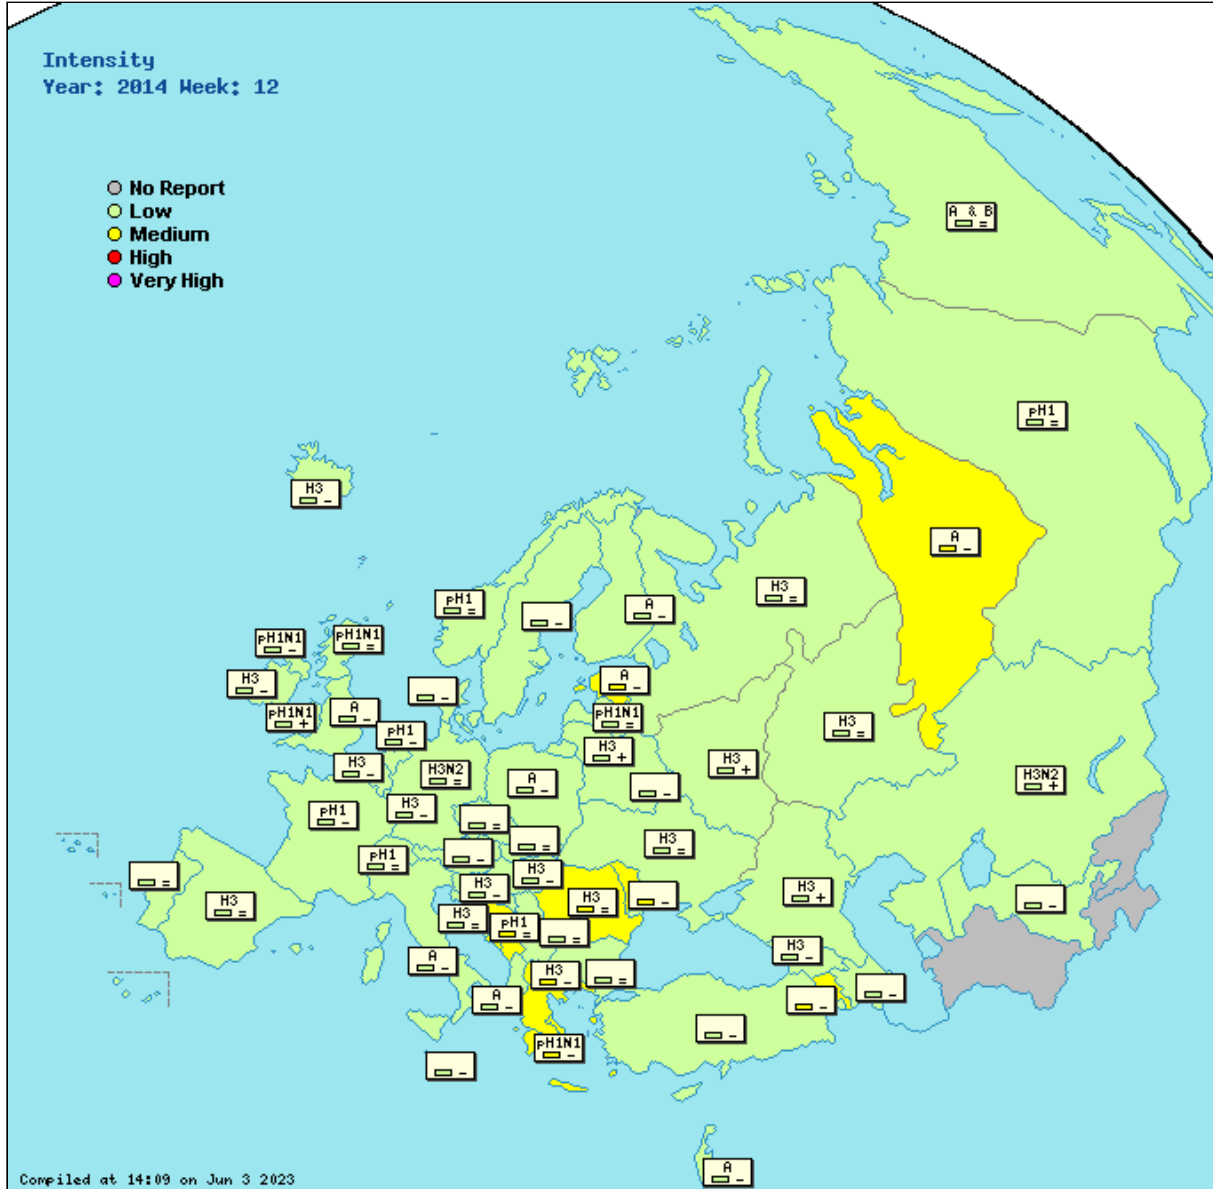 Intensity
Year: 2014 Week: 12
No Report
Low
Medium
High
Very High
A & B
=
pH1
=
H3
-
A
-
H3
=
pH1
=
-
A
-
pH1N1
-
pH1N1
=
H3
-
A
-
-
pH1N1
=
pH1N1
+
A
-
H3
=
pH1
-
H3
+
H3
-
H3N2
=
A
-
H3
+
-
H3N2
+
pH1
-
H3
-
=
=
H3
=
pH1
=
-
H3
-
=
H3
=
H3
-
H3
=
-
H3
+
-
H3
=
pH1
=
=
A
-
H3
-
=
H3
-
A
-
-
-
pH1N1
-
-
-
A
-
Compiled at 14:09 on Jun 3 2023